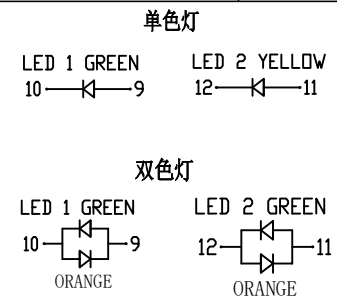 单色灯
LED 1 GREEN LED 2 YELLOW
10 9 12 11
双色灯
LED 1 GREEN LED 2 GREEN
10 9 12 11
ORANGE ORANGE